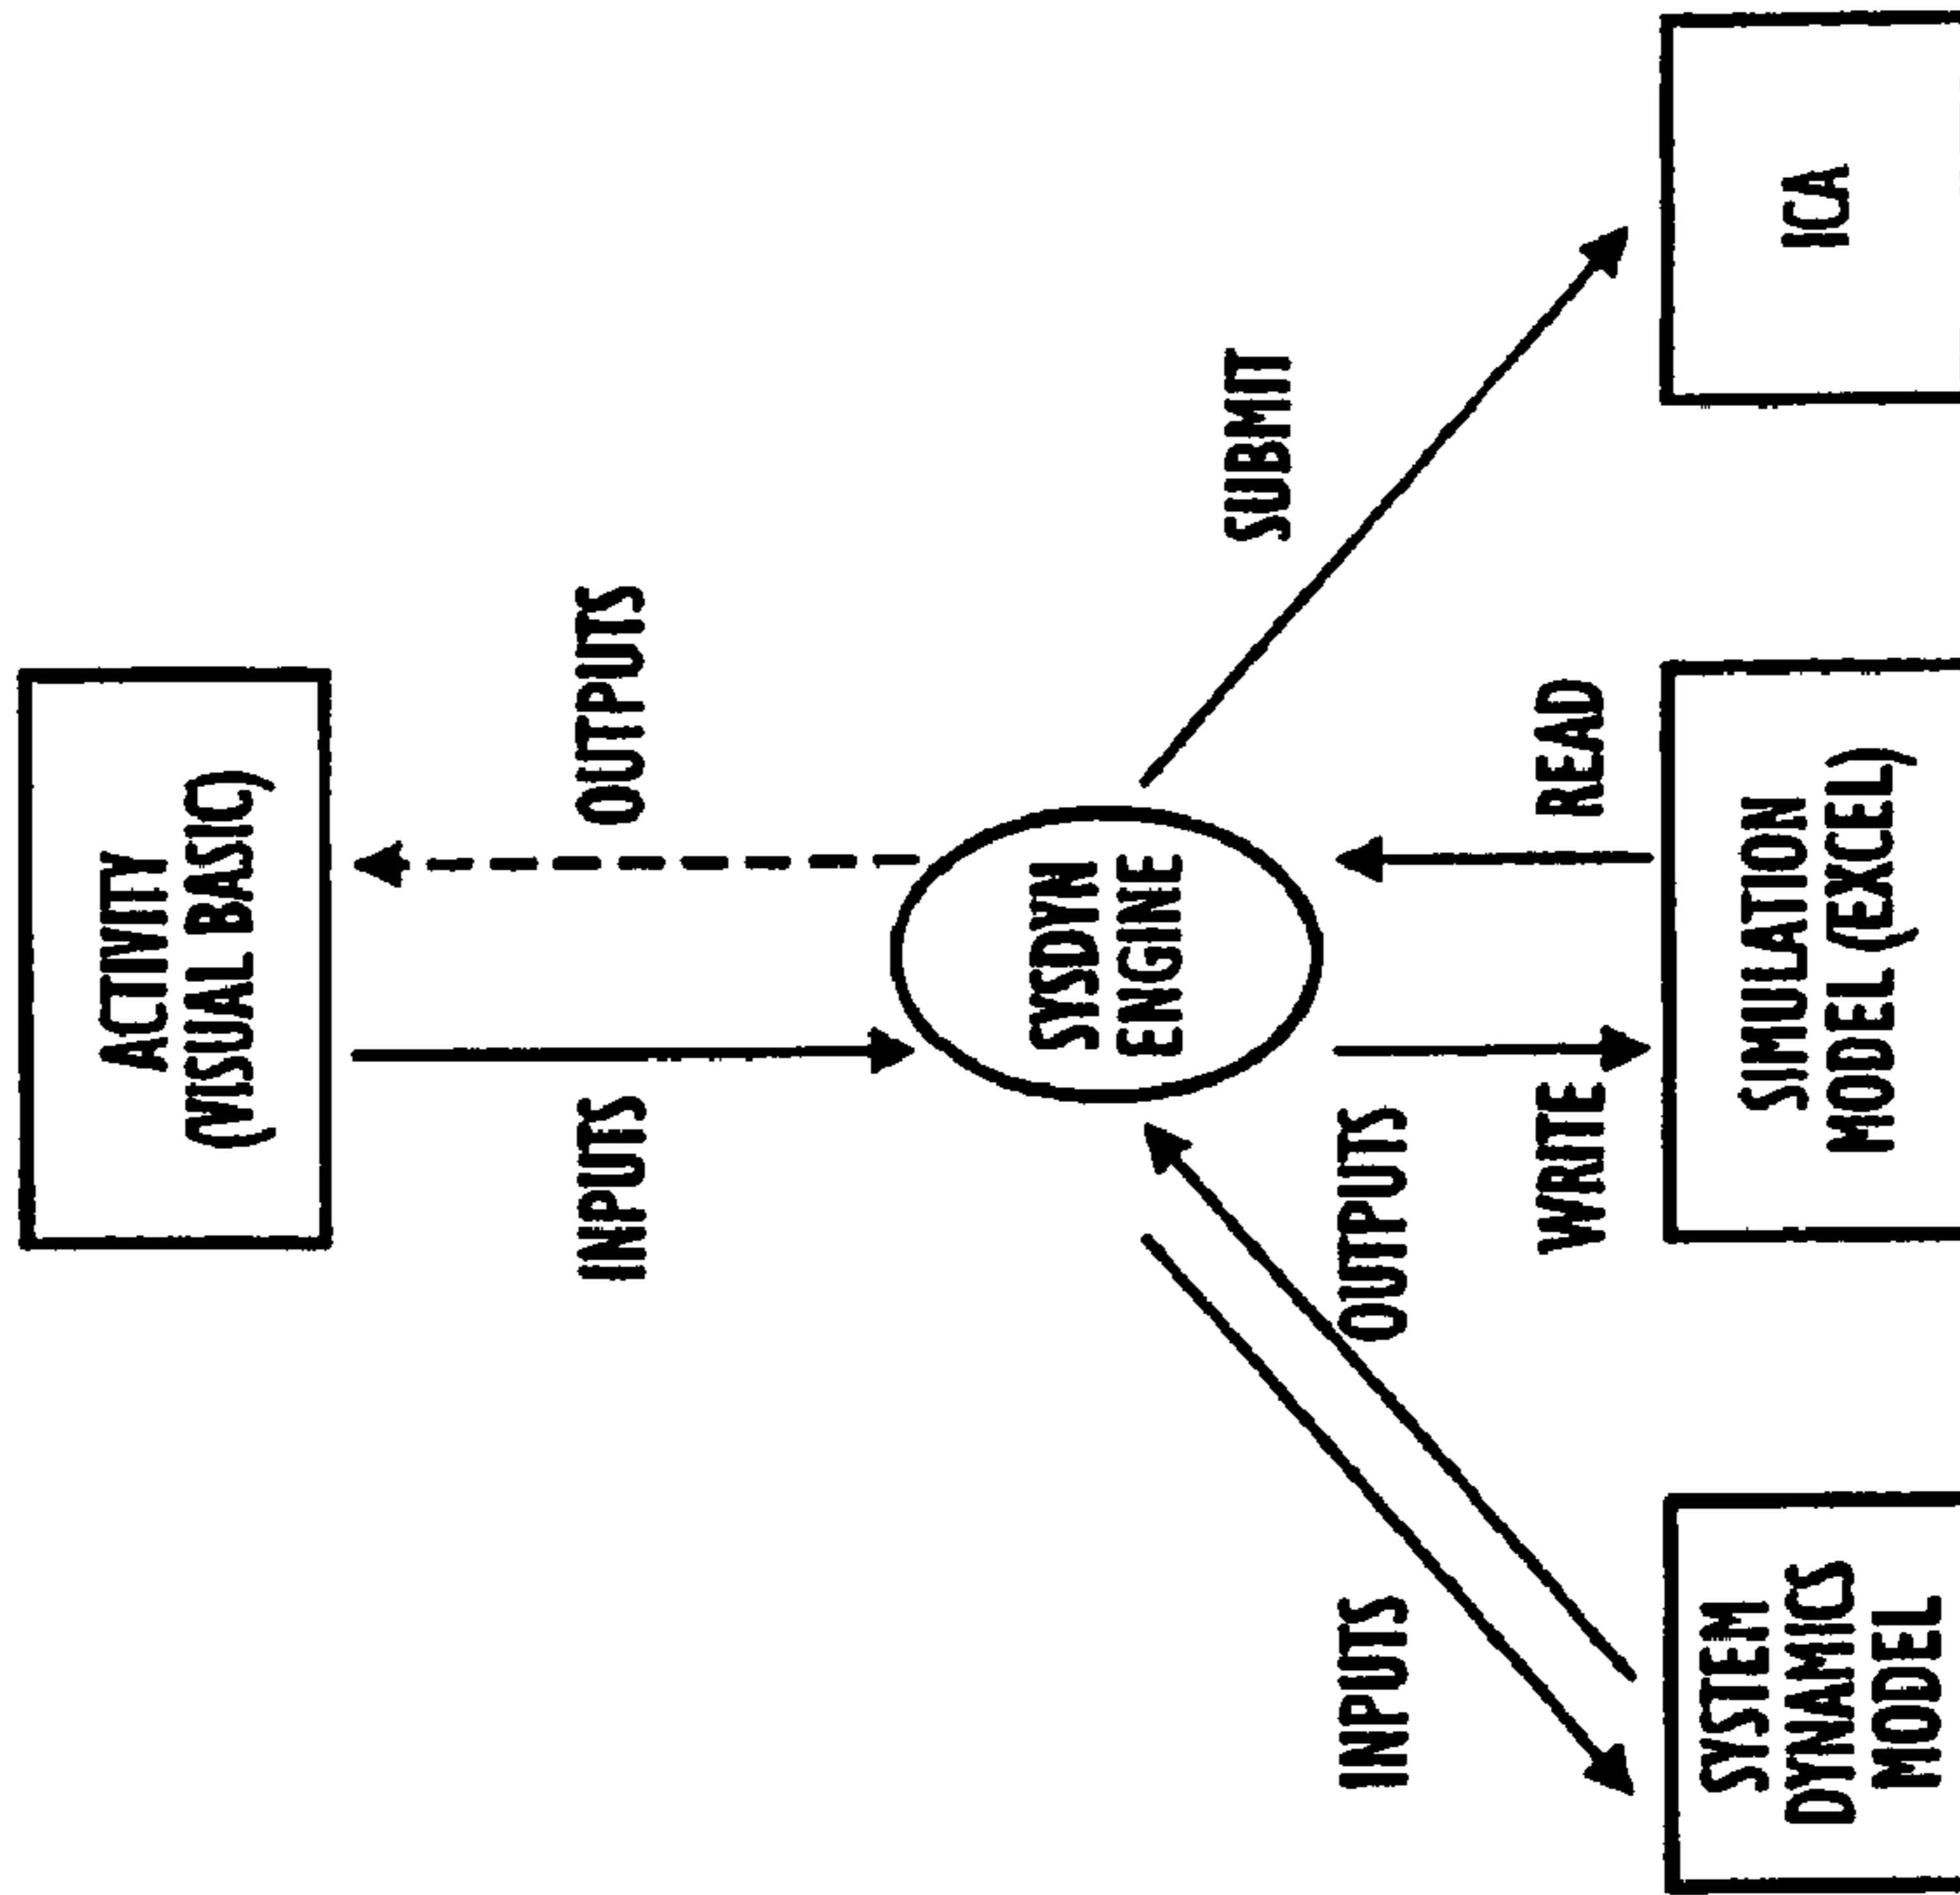 ACTIVITY
(VISUAL BASIC)
INPUTS
OUTPUTS
SYSDYN
ENGINE
SUBMIT
INPUTS
OUTPUTS
WRITE
READ
SYSTEM
DYNAMICS
MODEL
SIMULATION
MODEL (EXCEL)
ICA